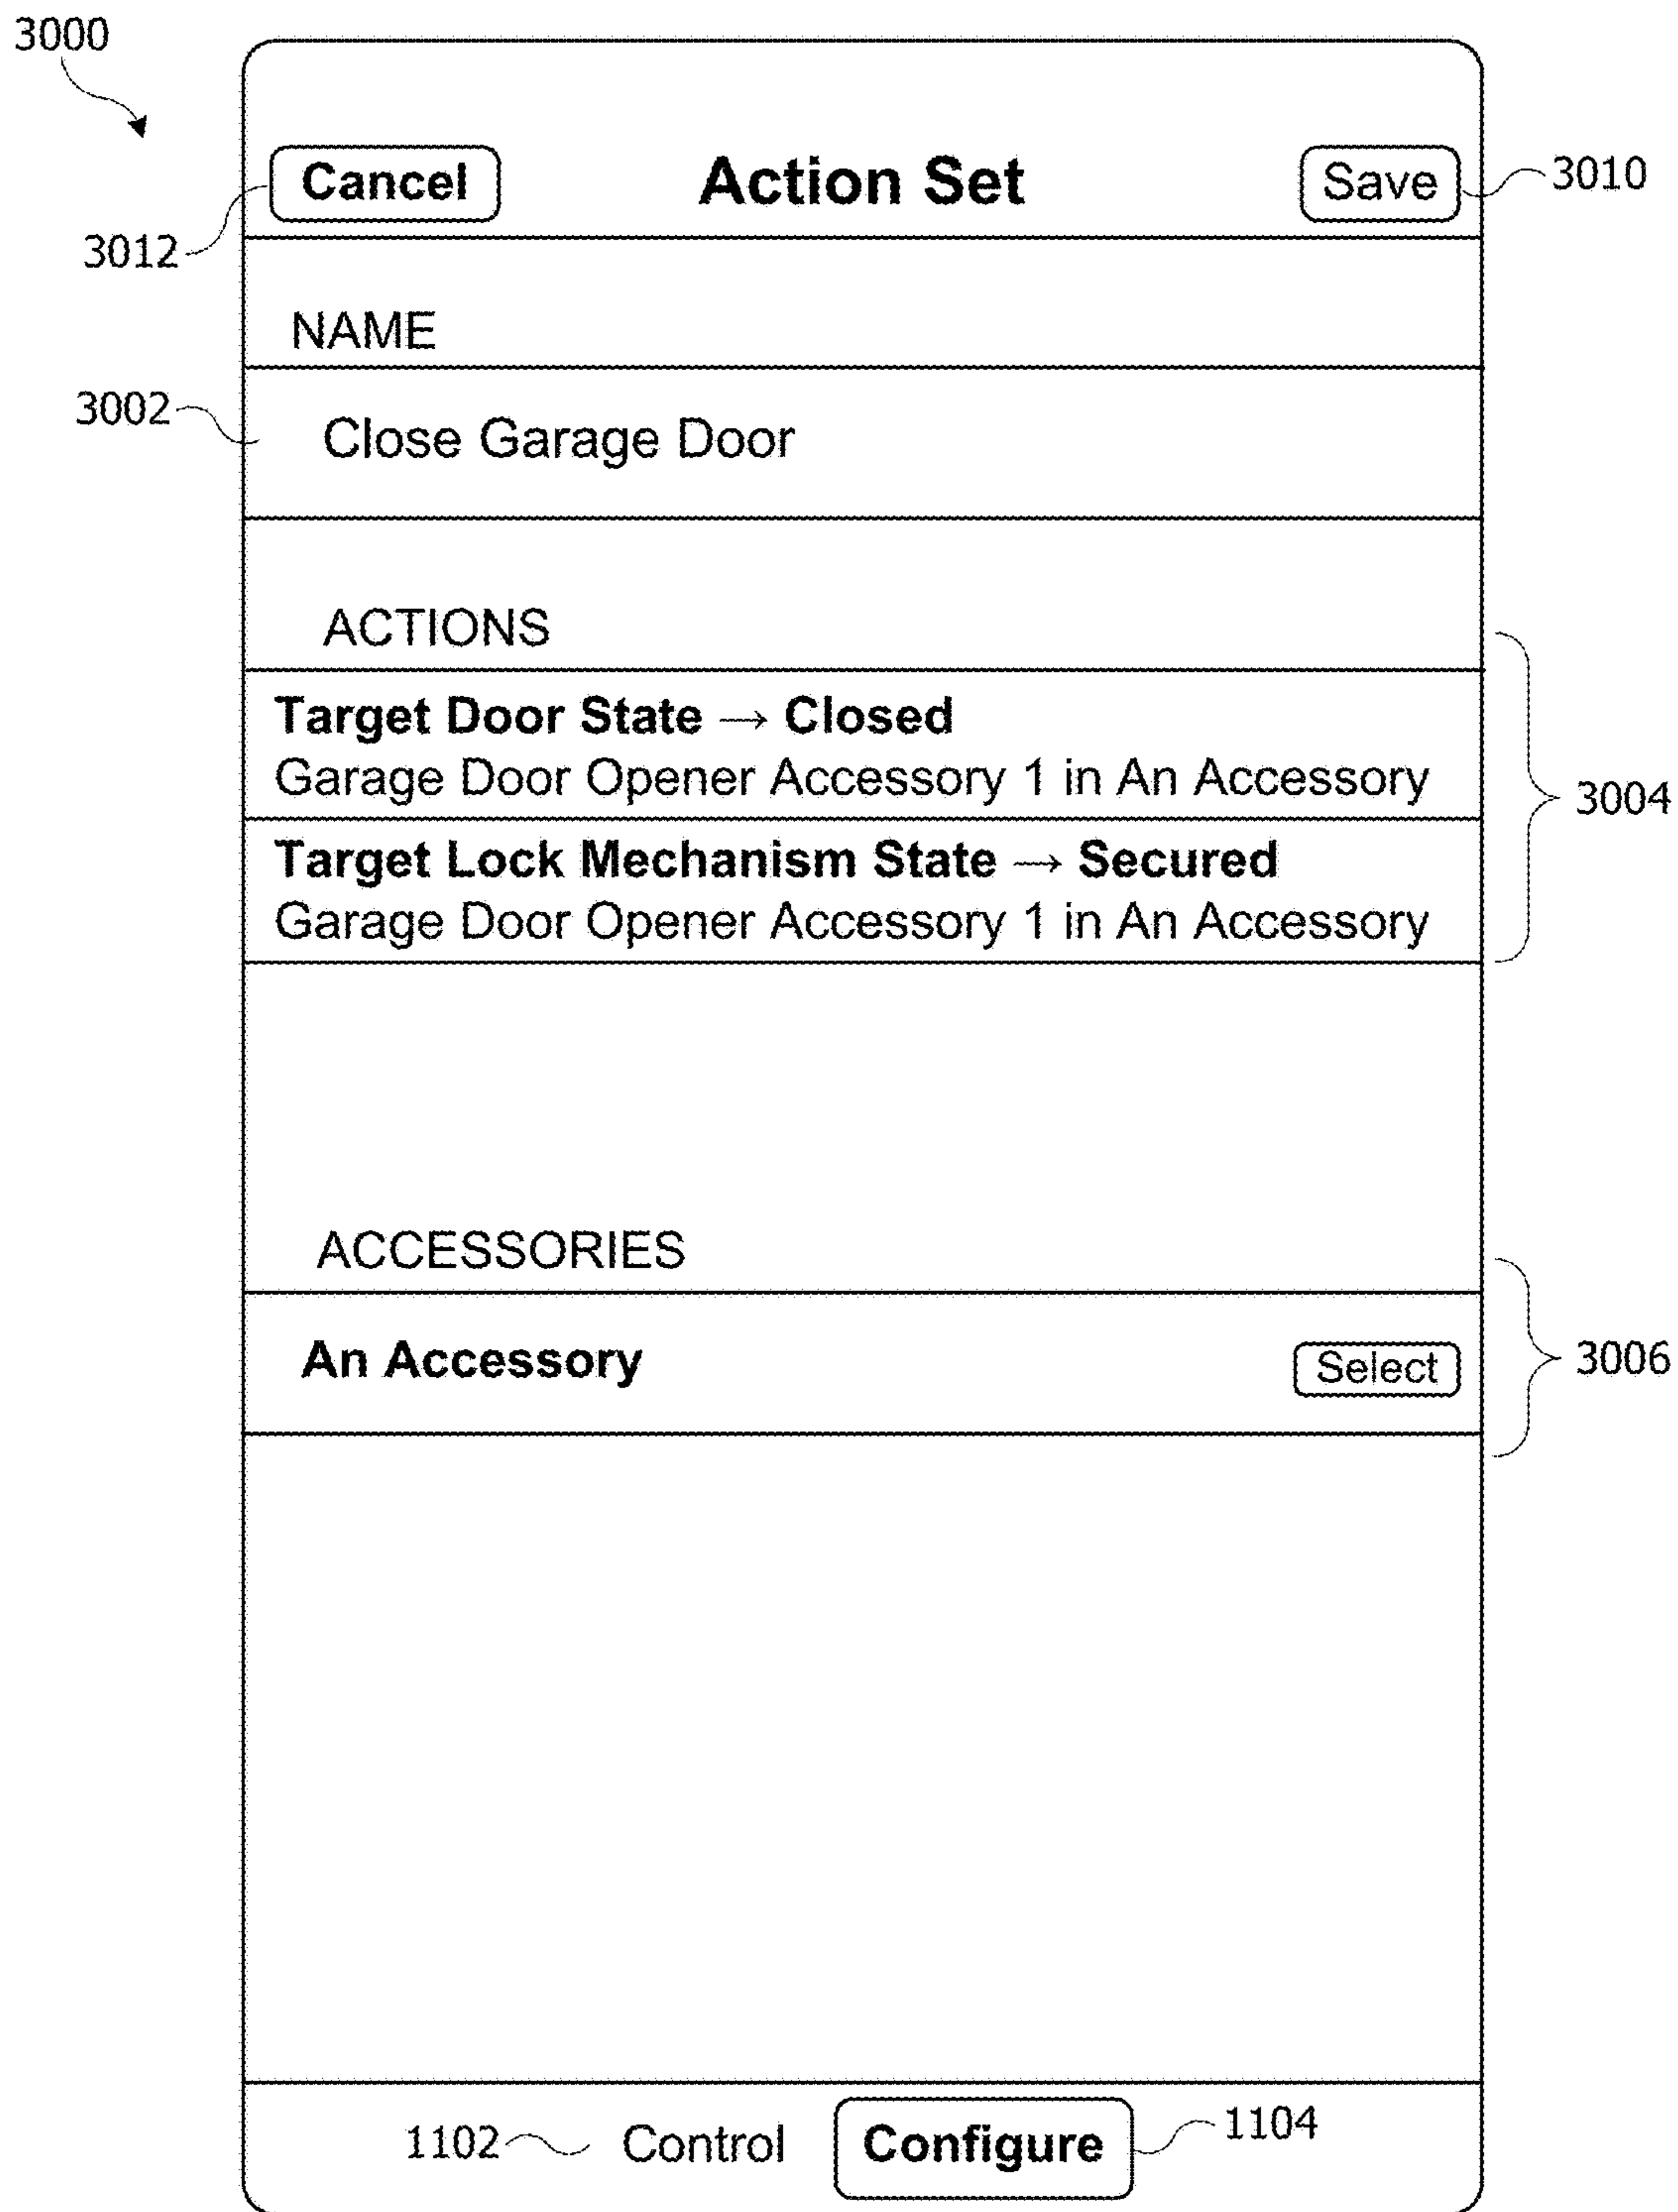 3000
Cancel Action Set Save 3010
3012
NAME
3002 Close Garage Door
ACTIONS
Target Door State → Closed
Garage Door Opener Accessory 1 in An Accessory
3004
Target Lock Mechanism State → Secured
Garage Door Opener Accessory 1 in An Accessory
ACCESSORIES
An Accessory Select 3006
1102 Control Configure 1104